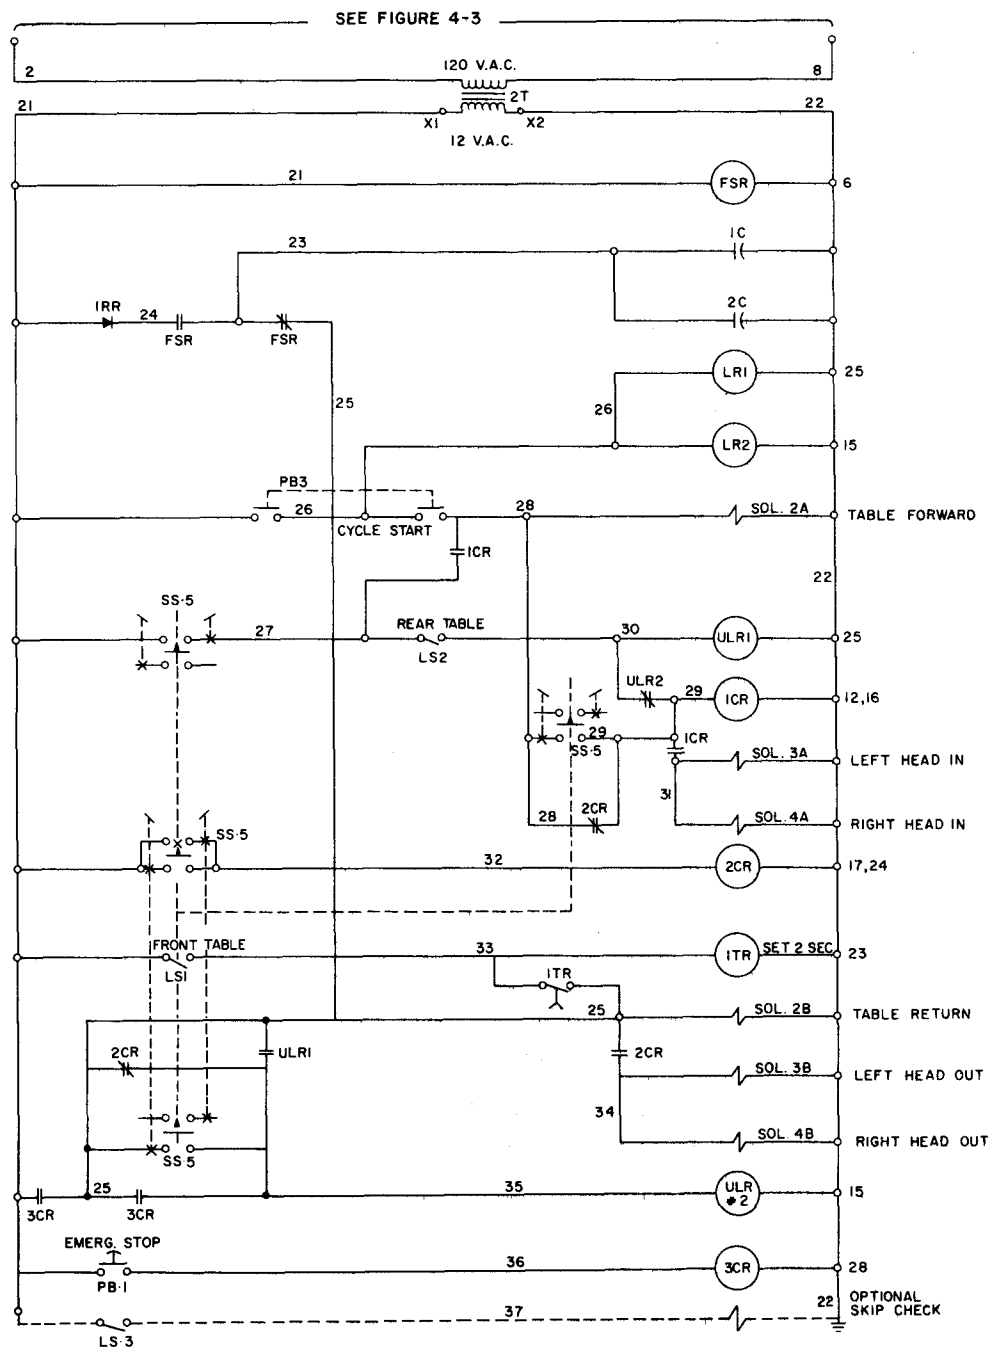 SEE FIGURE 4-3
2
120 V.A.C.
8
2T
21
X1
X2
22
12 V.A.C.
21
FSR
6
23
1C
1RR
24
FSR
FSR
2C
25
26
LR1
25
LR2
15
PB3
26
CYCLE START
28
SOL. 2A
TABLE FORWARD
1CR
22
SS·5
27
REAR TABLE
LS2
30
ULR1
25
ULR2
29
1CR
12,16
29
SS·5
1CR
SOL. 3A
LEFT HEAD IN
31
28
2CR
SOL. 4A
RIGHT HEAD IN
SS·5
32
2CR
17,24
FRONT TABLE
LS1
33
1TR
SET 2 SEC
23
1TR
25
SOL. 2B
TABLE RETURN
2CR
ULR1
2CR
SOL. 3B
LEFT HEAD OUT
34
SS·5
SOL. 4B
RIGHT HEAD OUT
3CR
25
3CR
35
ULR
#2
15
EMERG. STOP
PB·1
36
3CR
28
LS·3
37
22
OPTIONAL
SKIP CHECK